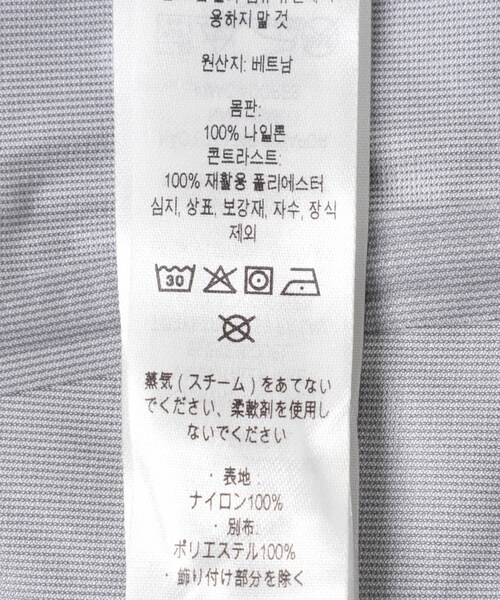 용하지 말 것
원산지: 베트남
몸판:
100% 나일론
콘트라스트:
100% 재활용 폴리에스터
심지, 상표, 보강재, 자수, 장식
제외
30
蒸気(スチーム)をあてない
でください、柔軟剤を使用し
ないでください
・表地:
ナイロン100%
・別布:
ポリエステル100%
・飾り付け部分を除く